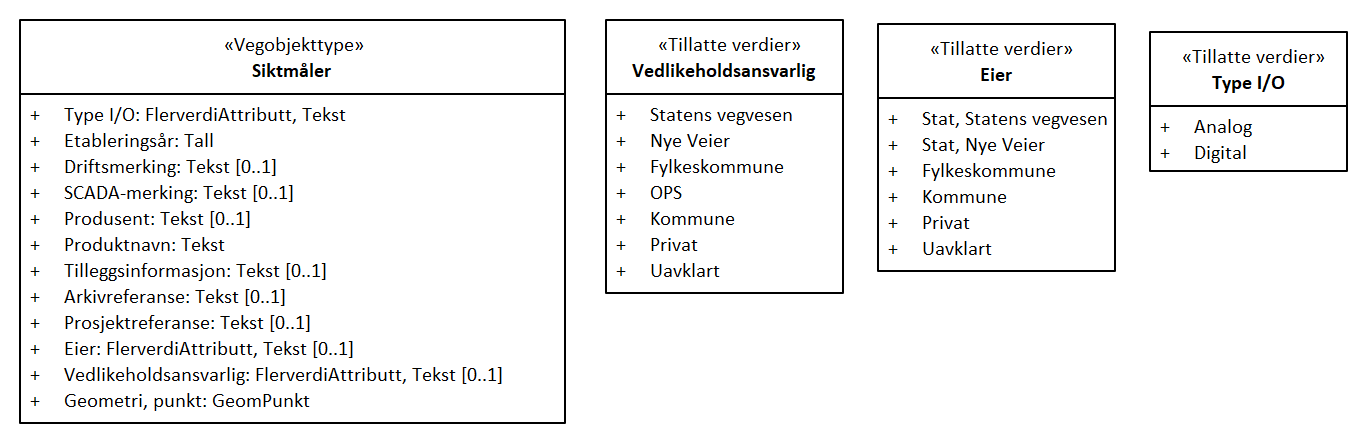 «Vegobjekttype»
Siktmåler
+ Type I/O: FlerverdiAttributt, Tekst
+ Etableringsår: Tall
+ Driftsmerking: Tekst [0..1]
+ SCADA-merking: Tekst [0..1]
+ Produsent: Tekst [0..1]
+ Produktnavn: Tekst
+ Tilleggsinformasjon: Tekst [0..1]
+ Arkivreferanse: Tekst [0..1]
+ Prosjektreferanse: Tekst [0..1]
+ Eier: FlerverdiAttributt, Tekst [0..1]
+ Vedlikeholdsansvarlig: FlerverdiAttributt, Tekst [0..1]
+ Geometri, punkt: GeomPunkt
«Tillatte verdier»
Vedlikeholdsansvarlig
+ Statens vegvesen
+ Nye Veier
+ Fylkeskommune
+ OPS
+ Kommune
+ Privat
+ Uavklart
«Tillatte verdier»
Eier
+ Stat, Statens vegvesen
+ Stat, Nye Veier
+ Fylkeskommune
+ Kommune
+ Privat
+ Uavklart
«Tillatte verdier»
Type I/O
+ Analog
+ Digital